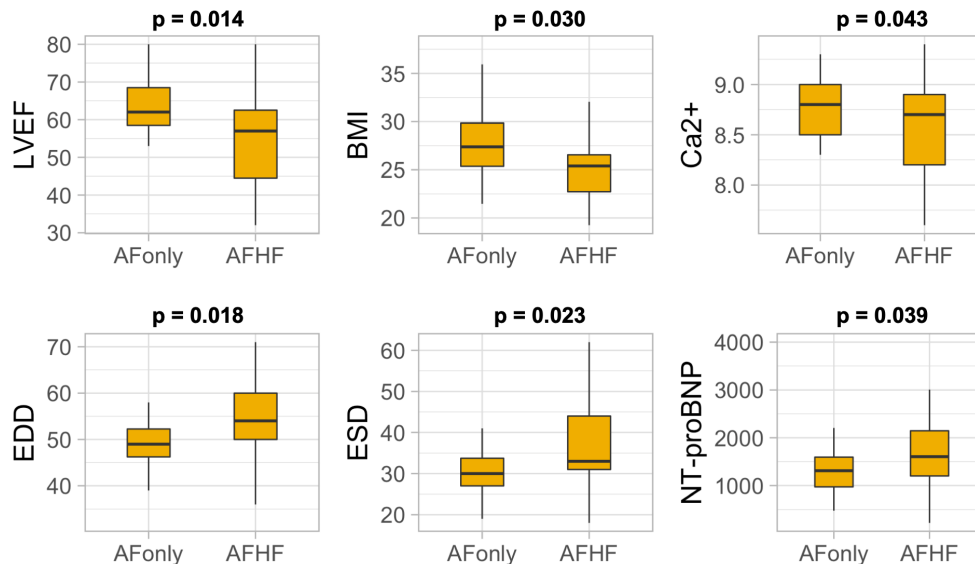 p = 0.014
LVEF
80
70
60
50
40
30
AFonly AFHF
p = 0.030
BMI
35
30
25
20
AFonly AFHF
p = 0.043
Ca2+
9.0
8.5
8.0
AFonly AFHF
p = 0.018
EDD
70
60
50
40
AFonly AFHF
p = 0.023
ESD
60
50
40
30
20
AFonly AFHF
p = 0.039
NT-proBNP
4000
3000
2000
1000
AFonly AFHF